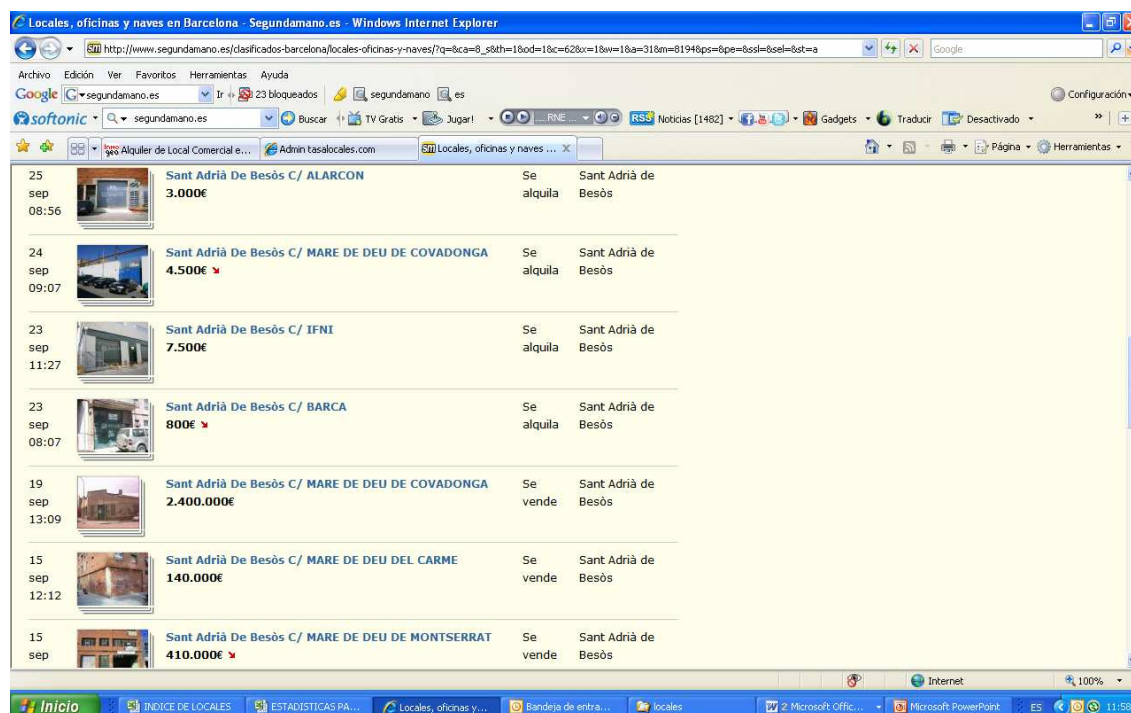 Locales, oficinas y naves en Barcelona - Segundamano.es - Windows Internet Explorer
http://www.segundamano.es/clasificados-barcelona/locales-oficinas-y-naves/?q=&ca=8_s&th=1&od=1&c=62&x=1&w=1&a=31&m=8194&ps=&pe=&ssl=&sel=&st=a
Google
Archivo Edición Ver Favoritos Herramientas Ayuda
Google G segundamano.es Ir 23 bloqueados segundamano es Configuración
softonic segundamano.es Buscar TV Gratis Jugar! RNE... RSS Noticias [1482] Gadgets Traducir Desactivado »
Alquiler de Local Comercial e... Admin tasalocales.com Locales, oficinas y naves ... Página Herramientas
25 sep 08:56
Sant Adrià De Besòs C/ ALARCON
3.000€
Se alquila
Sant Adrià de Besòs
24 sep 09:07
Sant Adrià De Besòs C/ MARE DE DEU DE COVADONGA
4.500€
Se alquila
Sant Adrià de Besòs
23 sep 11:27
Sant Adrià De Besòs C/ IFNI
7.500€
Se alquila
Sant Adrià de Besòs
23 sep 08:07
Sant Adrià De Besòs C/ BARCA
800€
Se alquila
Sant Adrià de Besòs
19 sep 13:09
Sant Adrià De Besòs C/ MARE DE DEU DE COVADONGA
2.400.000€
Se vende
Sant Adrià de Besòs
15 sep 12:12
Sant Adrià De Besòs C/ MARE DE DEU DEL CARME
140.000€
Se vende
Sant Adrià de Besòs
15 sep
Sant Adrià De Besòs C/ MARE DE DEU DE MONTSERRAT
410.000€
Se vende
Sant Adrià de Besòs
Internet 100%
Inicio INDICE DE LOCALES ESTADISTICAS PA... Locales, oficinas y... Bandeja de entra... locales 2 Microsoft Offic... Microsoft PowerPoint ES 11:58